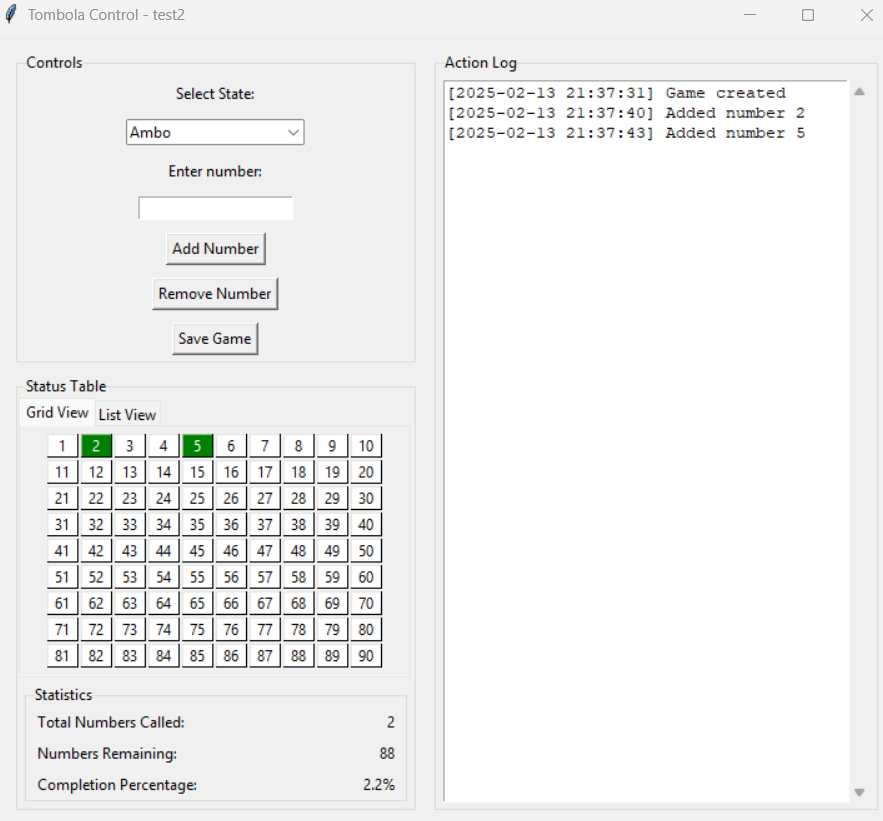 Tombola Control - test2
Controls
Select State:
Ambo
Enter number:
Add Number
Remove Number
Save Game
Status Table
Grid View List View
1 2 3 4 5 6 7 8 9 10
11 12 13 14 15 16 17 18 19 20
21 22 23 24 25 26 27 28 29 30
31 32 33 34 35 36 37 38 39 40
41 42 43 44 45 46 47 48 49 50
51 52 53 54 55 56 57 58 59 60
61 62 63 64 65 66 67 68 69 70
71 72 73 74 75 76 77 78 79 80
81 82 83 84 85 86 87 88 89 90
Statistics
Total Numbers Called: 2
Numbers Remaining: 88
Completion Percentage: 2.2%
Action Log
[2025-02-13 21:37:31] Game created
[2025-02-13 21:37:40] Added number 2
[2025-02-13 21:37:43] Added number 5